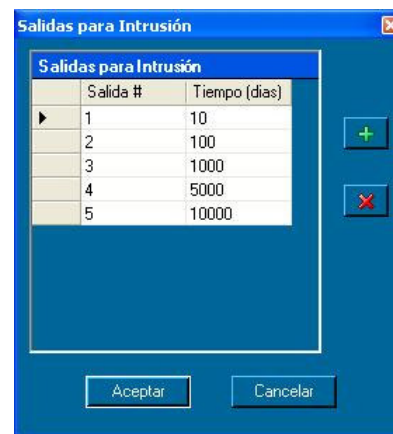 Salidas para Intrusión
Salidas para Intrusión
Salida # Tiempo (dias)
1 10
2 100
3 1000
4 5000
5 10000
Aceptar Cancelar